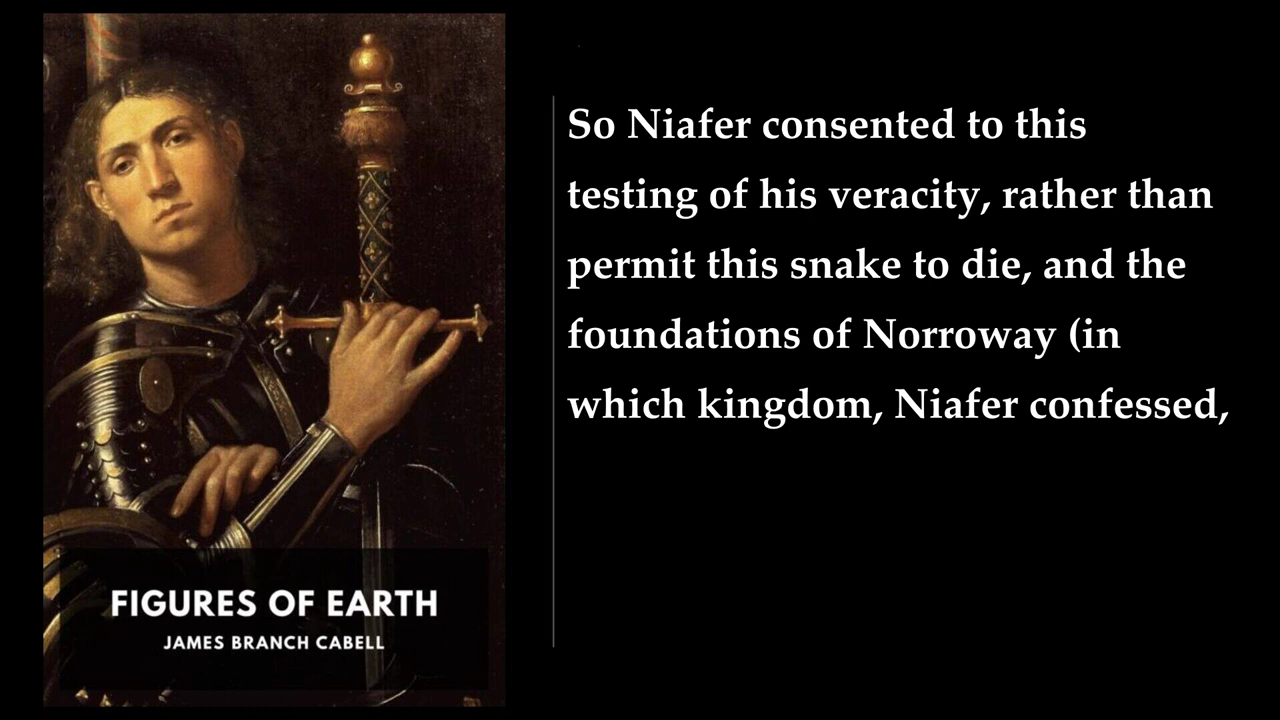 So Niafer consented to this
testing of his veracity, rather than
permit this snake to die, and the
foundations of Norroway (in
which kingdom, Niafer confessed,
FIGURES OF EARTH
JAMES BRANCH CABELL